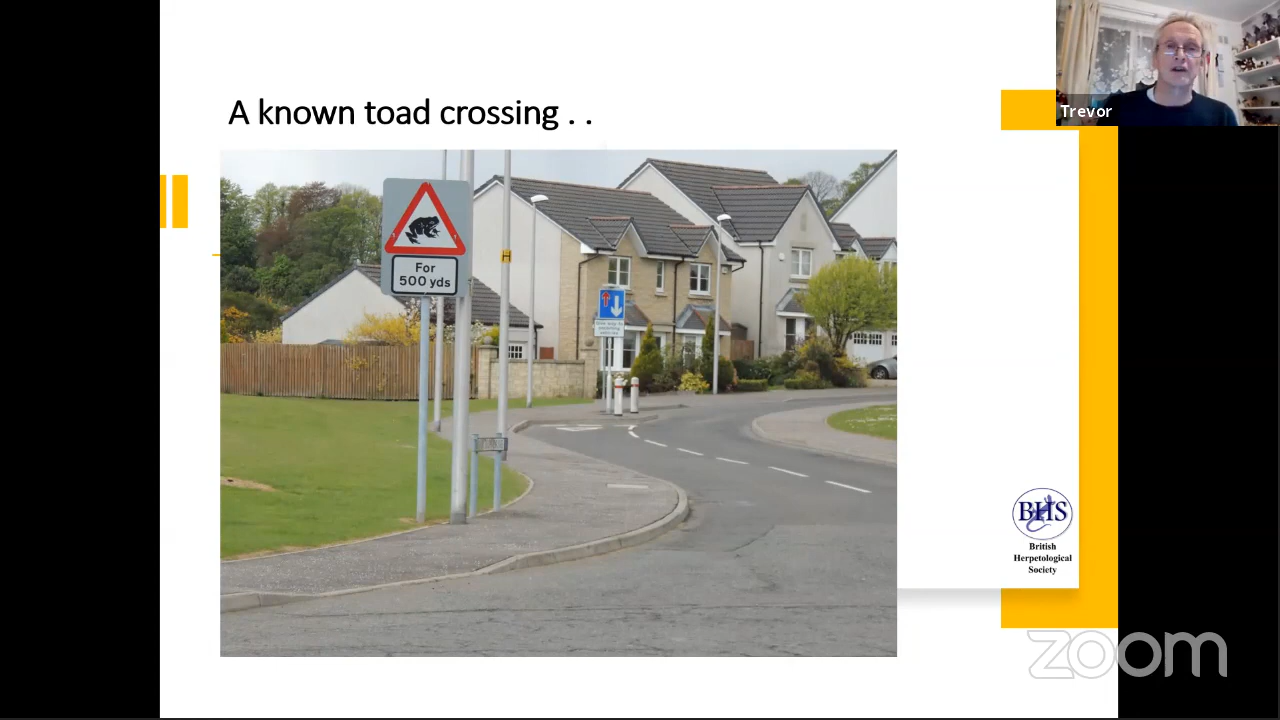 A known toad crossing . .
Trevor
For
500 yds
H
BHS
British
Herpetological
Society
zoom